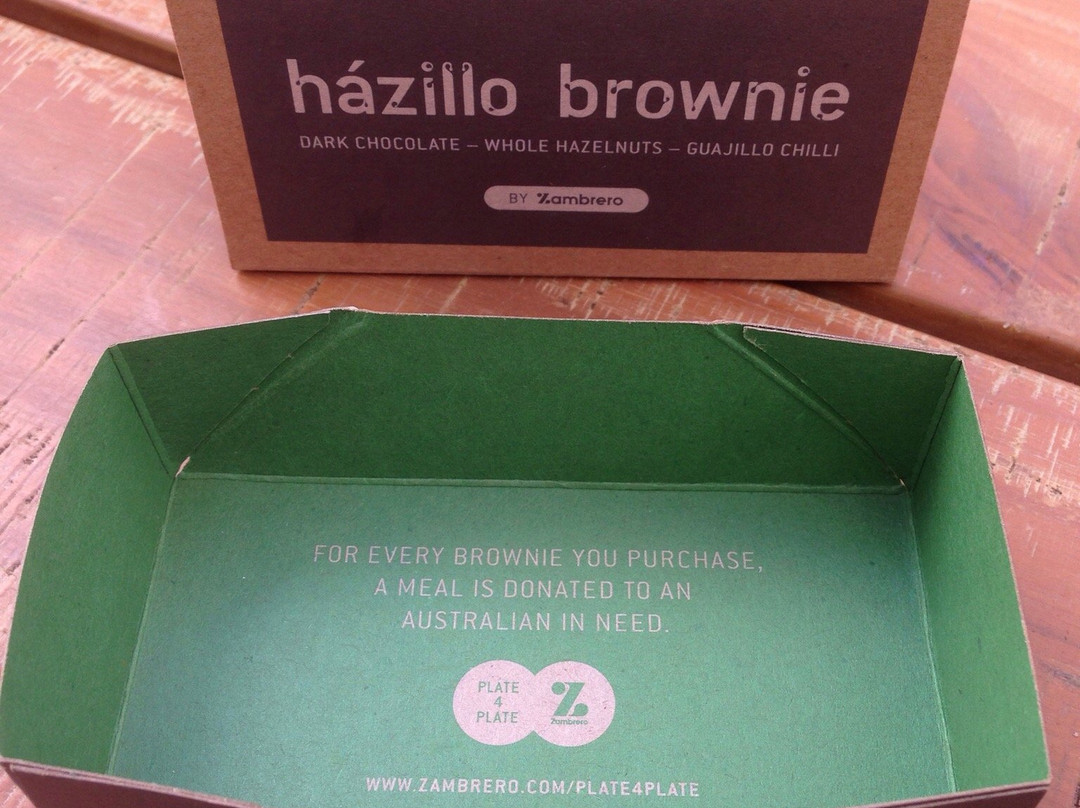 házillo brownie
DARK CHOCOLATE – WHOLE HAZELNUTS – GUAJILLO CHILLI
BY Zambrero
FOR EVERY BROWNIE YOU PURCHASE,
A MEAL IS DONATED TO AN
AUSTRALIAN IN NEED.
PLATE
4
PLATE
Z
Zambrero
WWW.ZAMBRERO.COM/PLATE4PLATE